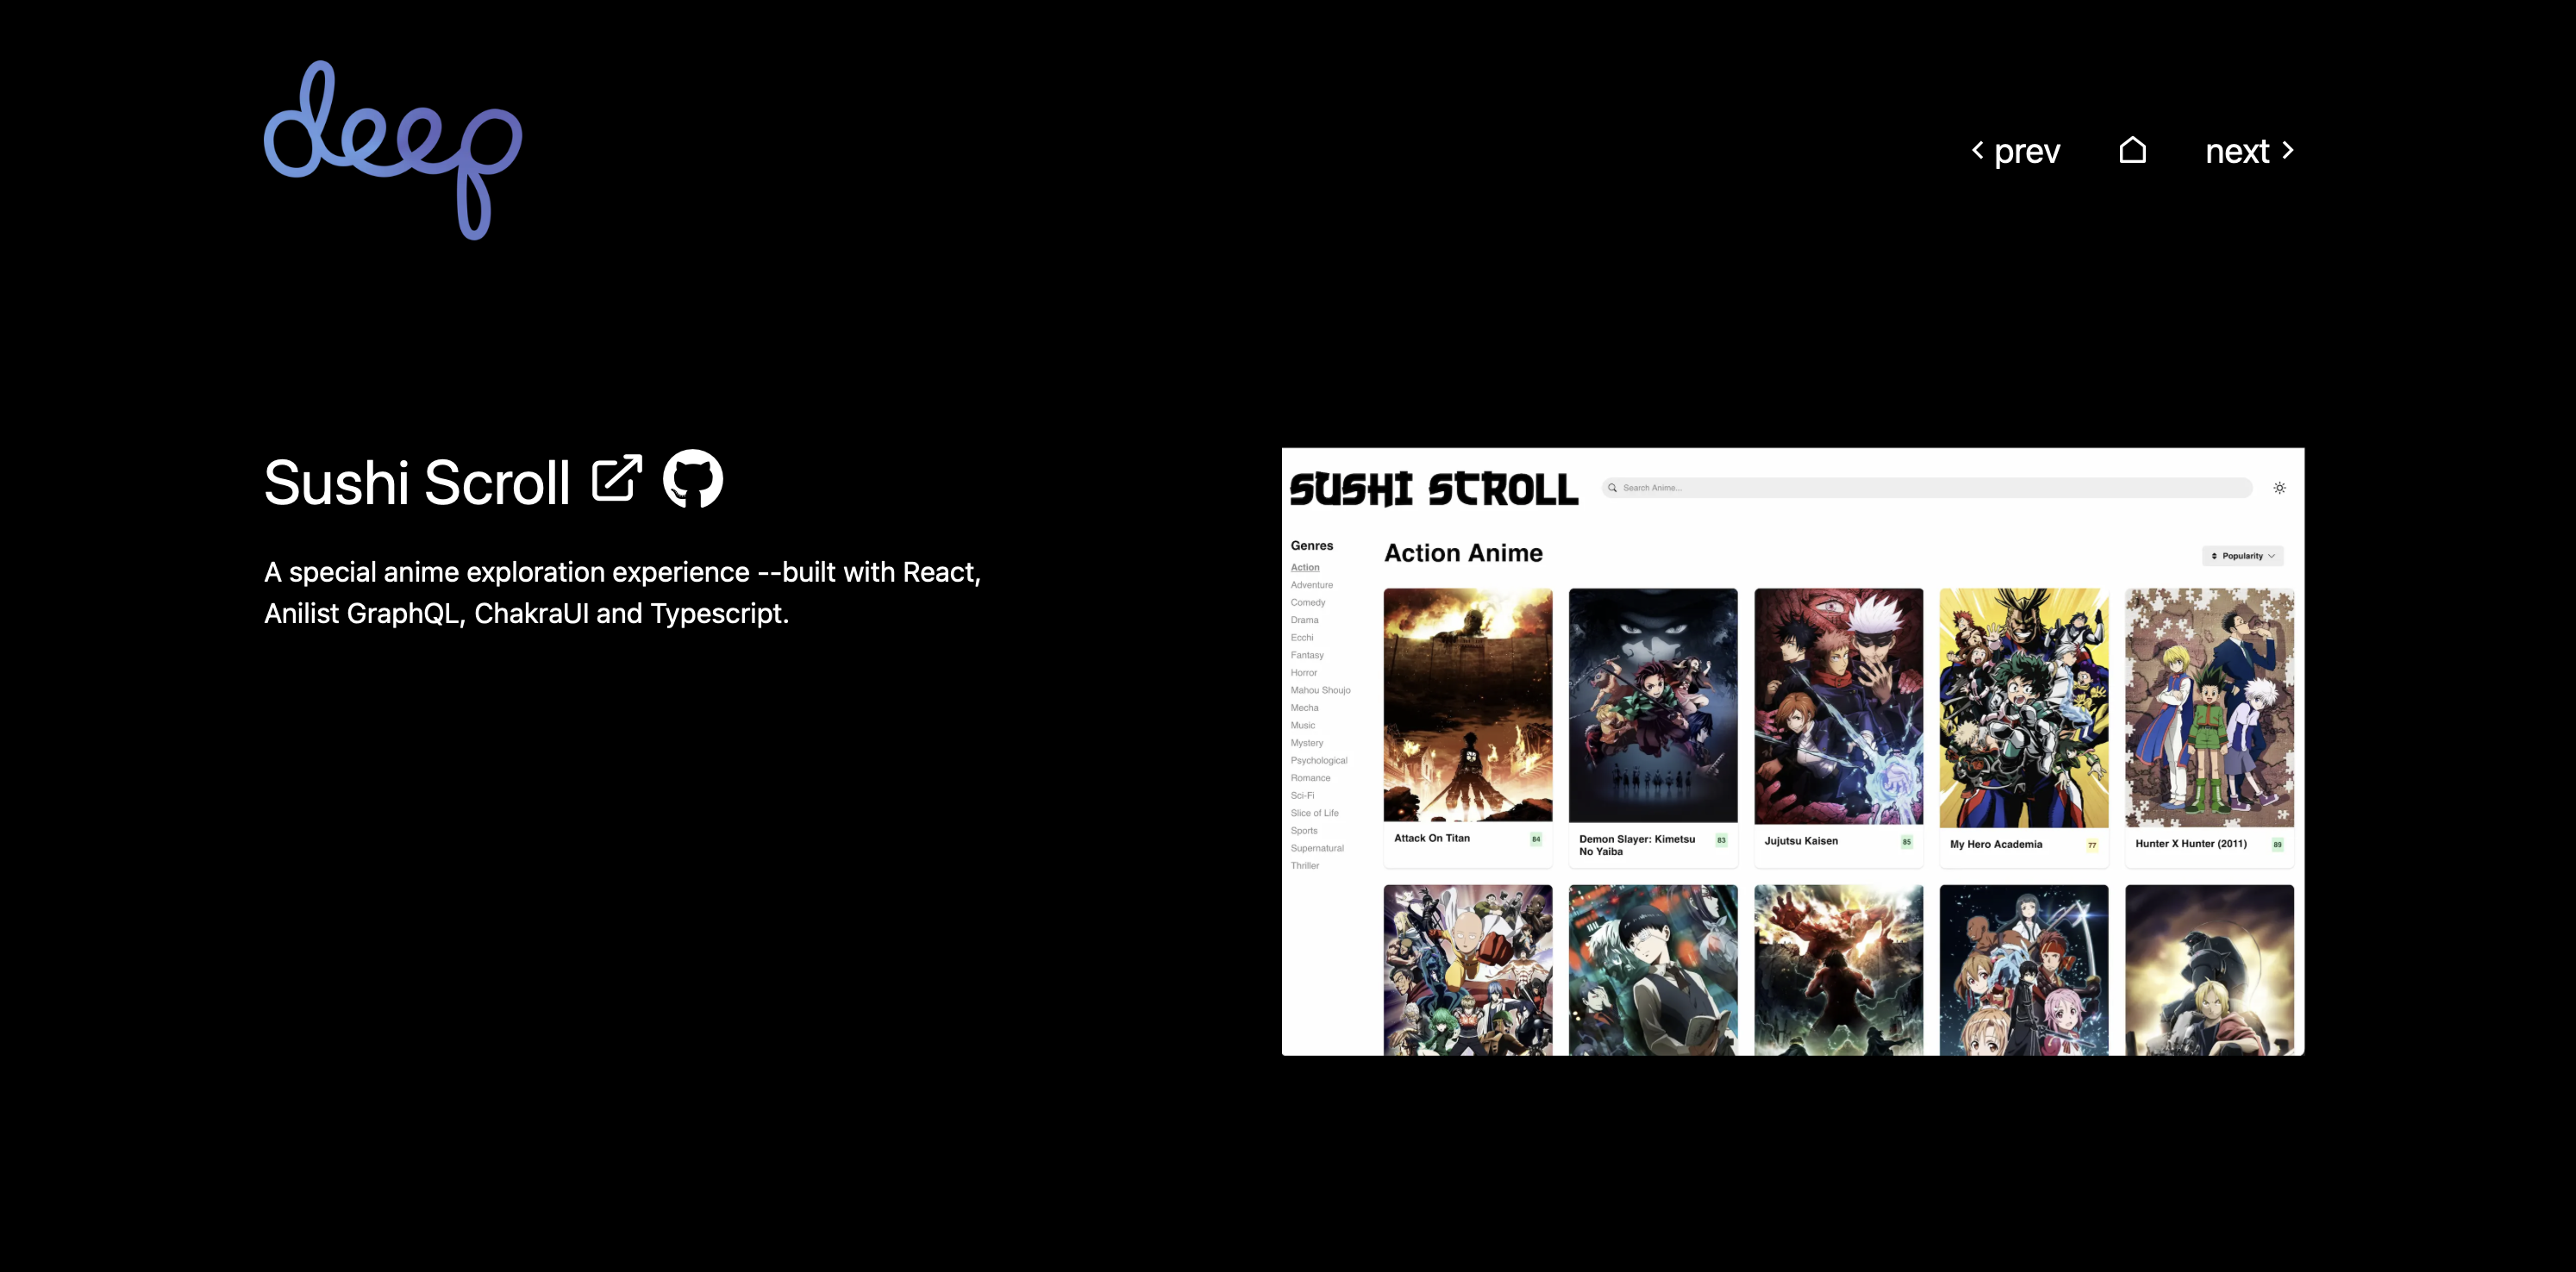 deep
prev
next
Sushi Scroll
A special anime exploration experience --built with React,
Anilist GraphQL, ChakraUI and Typescript.
SUSHI SCROLL
Search Anime...
Genres
Action
Adventure
Comedy
Drama
Ecchi
Fantasy
Horror
Mahou Shoujo
Mecha
Music
Mystery
Psychological
Romance
Sci-Fi
Slice of Life
Sports
Supernatural
Thriller
Action Anime
Popularity
Attack On Titan 84
Demon Slayer: Kimetsu 83
No Yaiba
Jujutsu Kaisen 85
My Hero Academia 77
Hunter X Hunter (2011) 89